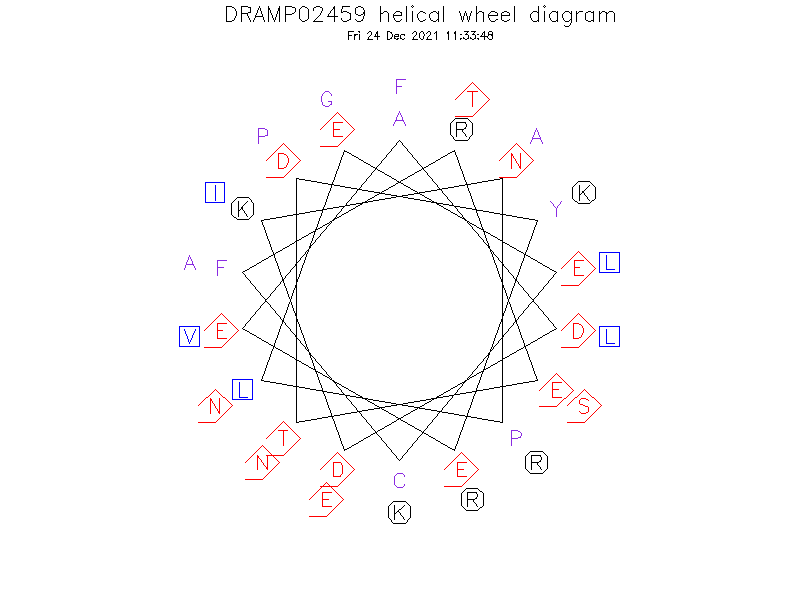 DRAMP02459 helical wheel diagram
Fri 24 Dec 2021 11:33:48
F
G T
A
E R A
P
D N
I K
K Y
A F E L
V E D L
L E
N S
T P
N D E R
C
E R
K